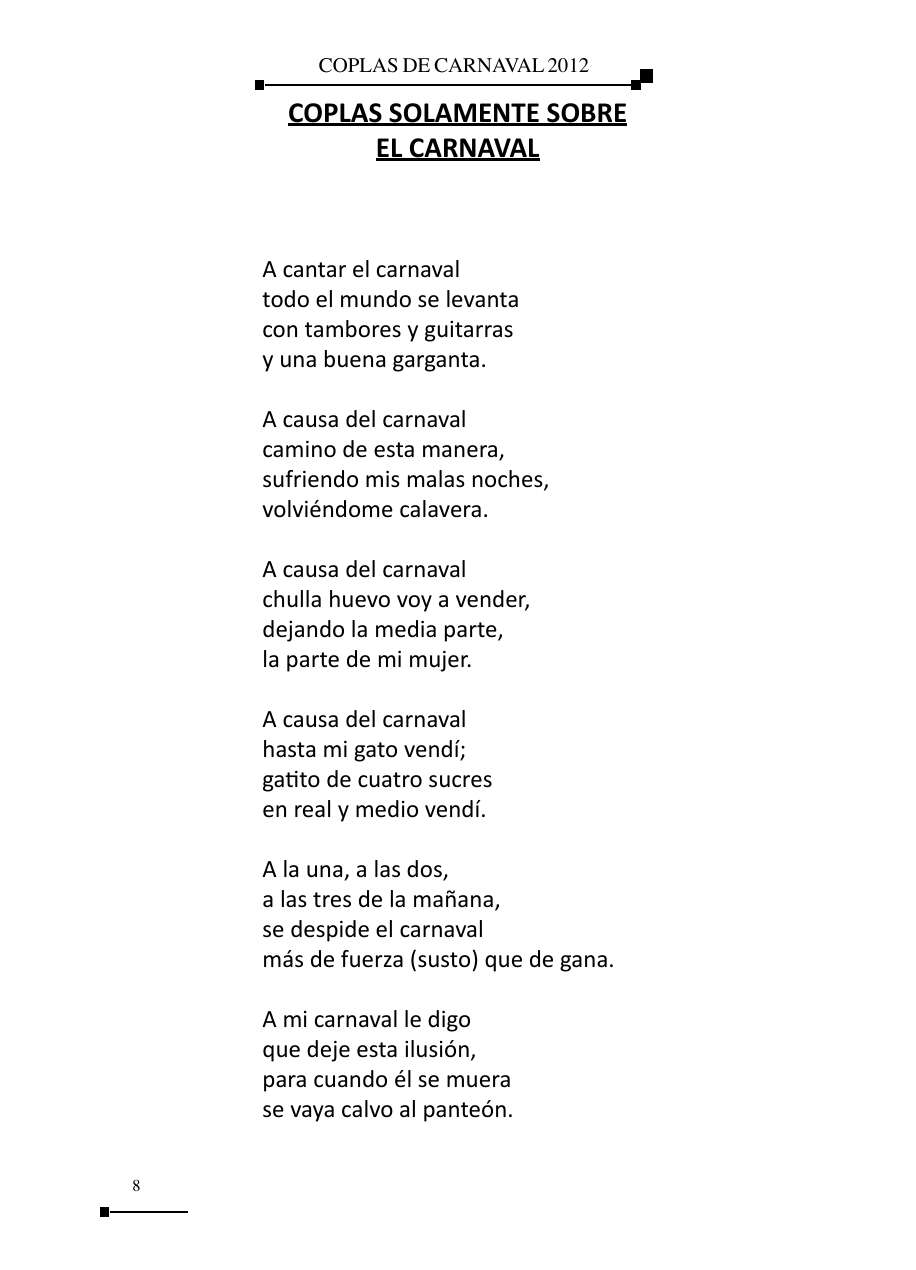 COPLAS DE CARNAVAL 2012
COPLAS SOLAMENTE SOBRE
EL CARNAVAL
A cantar el carnaval
todo el mundo se levanta
con tambores y guitarras
y una buena garganta.
A causa del carnaval
camino de esta manera,
sufriendo mis malas noches,
volviéndome calavera.
A causa del carnaval
chulla huevo voy a vender,
dejando la media parte,
la parte de mi mujer.
A causa del carnaval
hasta mi gato vendí;
gatito de cuatro sucres
en real y medio vendí.
A la una, a las dos,
a las tres de la mañana,
se despide el carnaval
más de fuerza (susto) que de gana.
A mi carnaval le digo
que deje esta ilusión,
para cuando él se muera
se vaya calvo al panteón.
8